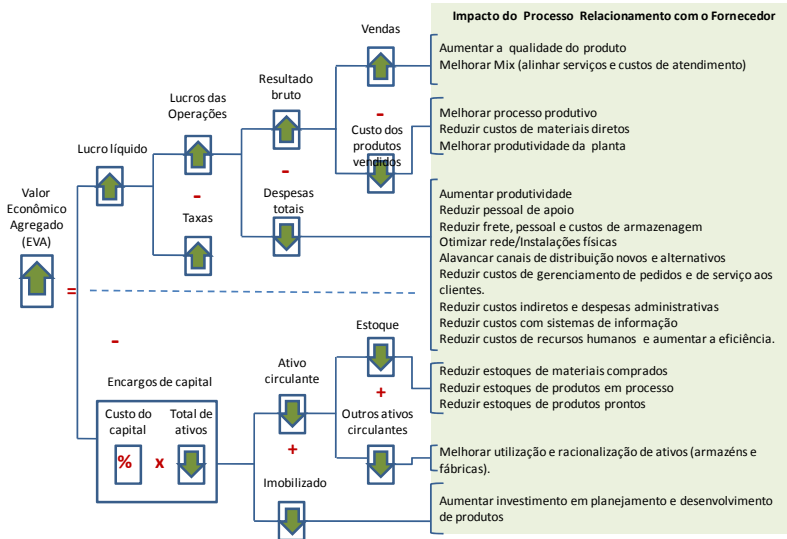 Impacto do Processo Relacionamento com o Fornecedor
Vendas
Aumentar a qualidade do produto
Melhorar Mix (alinhar serviços e custos de atendimento)
Resultado
bruto
Lucros das
Operações
-
Custo dos
produtos
vendidos
Melhorar processo produtivo
Reduzir custos de materiais diretos
Melhorar produtividade da planta
Lucro líquido
-
-
Despesas
totais
Taxas
Valor
Econômico
Agregado
(EVA)
=
Aumentar produtividade
Reduzir pessoal de apoio
Reduzir frete, pessoal e custos de armazenagem
Otimizar rede/Instalações físicas
Alavancar canais de distribuição novos e alternativos
Reduzir custos de gerenciamento de pedidos e de serviço aos
clientes.
Reduzir custos indiretos e despesas administrativas
Reduzir custos com sistemas de informação
Reduzir custos de recursos humanos e aumentar a eficiência.
-
Estoque
Ativo
circulante
+
Reduzir estoques de materiais comprados
Reduzir estoques de produtos em processo
Reduzir estoques de produtos prontos
Encargos de capital
Custo do
capital
%
x
Total de
ativos
+
Outros ativos
circulantes
Melhorar utilização e racionalização de ativos (armazéns e
fábricas).
Imobilizado
Aumentar investimento em planejamento e desenvolvimento
de produtos